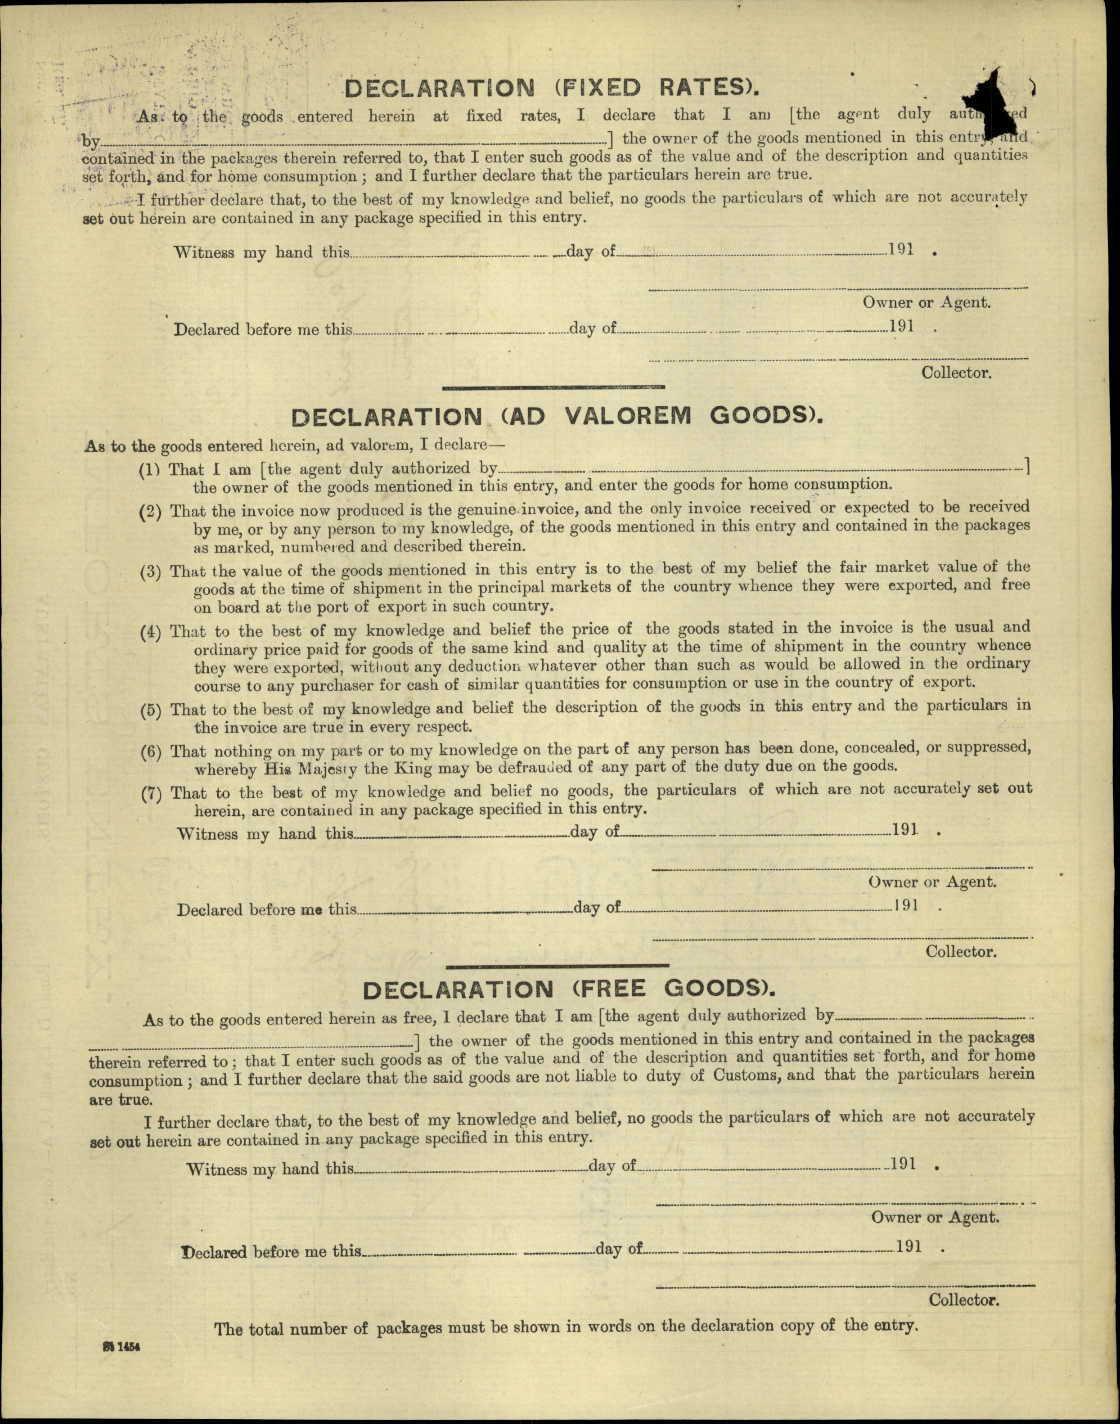 DECLARATION (FIXED RATES).
As to the goods entered herein at fixed rates, I declare that I am [the agent duly
by ] the owner of the goods mentioned in this entry, and
contained in the packages therein referred to, that I enter such goods as of the value and of the description and quantities
set forth, and for home consumption; and I further declare that the particulars herein are true.
I further declare that, to the best of my knowledge and belief, no goods the particulars of which are not accurately
set out herein are contained in any package specified in this entry.
Witness my hand this day of 191 .
Owner or Agent.
Declared before me this day of 191 .
Collector.
DECLARATION (AD VALOREM GOODS).
As to the goods entered herein, ad valorem, I declare—
(1) That I am [the agent duly authorized by ]
the owner of the goods mentioned in this entry, and enter the goods for home consumption.
(2) That the invoice now produced is the genuine invoice, and the only invoice received or expected to be received
by me, or by any person to my knowledge, of the goods mentioned in this entry and contained in the packages
as marked, numbered and described therein.
(3) That the value of the goods mentioned in this entry is to the best of my belief the fair market value of the
goods at the time of shipment in the principal markets of the country whence they were exported, and free
on board at the port of export in such country.
(4) That to the best of my knowledge and belief the price of the goods stated in the invoice is the usual and
ordinary price paid for goods of the same kind and quality at the time of shipment in the country whence
they were exported, without any deduction whatever other than such as would be allowed in the ordinary
course to any purchaser for cash of similar quantities for consumption or use in the country of export.
(5) That to the best of my knowledge and belief the description of the goods in this entry and the particulars in
the invoice are true in every respect.
(6) That nothing on my part or to my knowledge on the part of any person has been done, concealed, or suppressed,
whereby His Majesty the King may be defrauded of any part of the duty due on the goods.
(7) That to the best of my knowledge and belief no goods, the particulars of which are not accurately set out
herein, are contained in any package specified in this entry.
Witness my hand this day of 191 .
Owner or Agent.
Declared before me this day of 191 .
Collector.
DECLARATION (FREE GOODS).
As to the goods entered herein as free, I declare that I am [the agent duly authorized by
] the owner of the goods mentioned in this entry and contained in the packages
therein referred to; that I enter such goods as of the value and of the description and quantities set forth, and for home
consumption; and I further declare that the said goods are not liable to duty of Customs, and that the particulars herein
are true.
I further declare that, to the best of my knowledge and belief, no goods the particulars of which are not accurately
set out herein are contained in any package specified in this entry.
Witness my hand this day of 191 .
Owner or Agent.
Declared before me this day of 191 .
Collector.
The total number of packages must be shown in words on the declaration copy of the entry.
1454